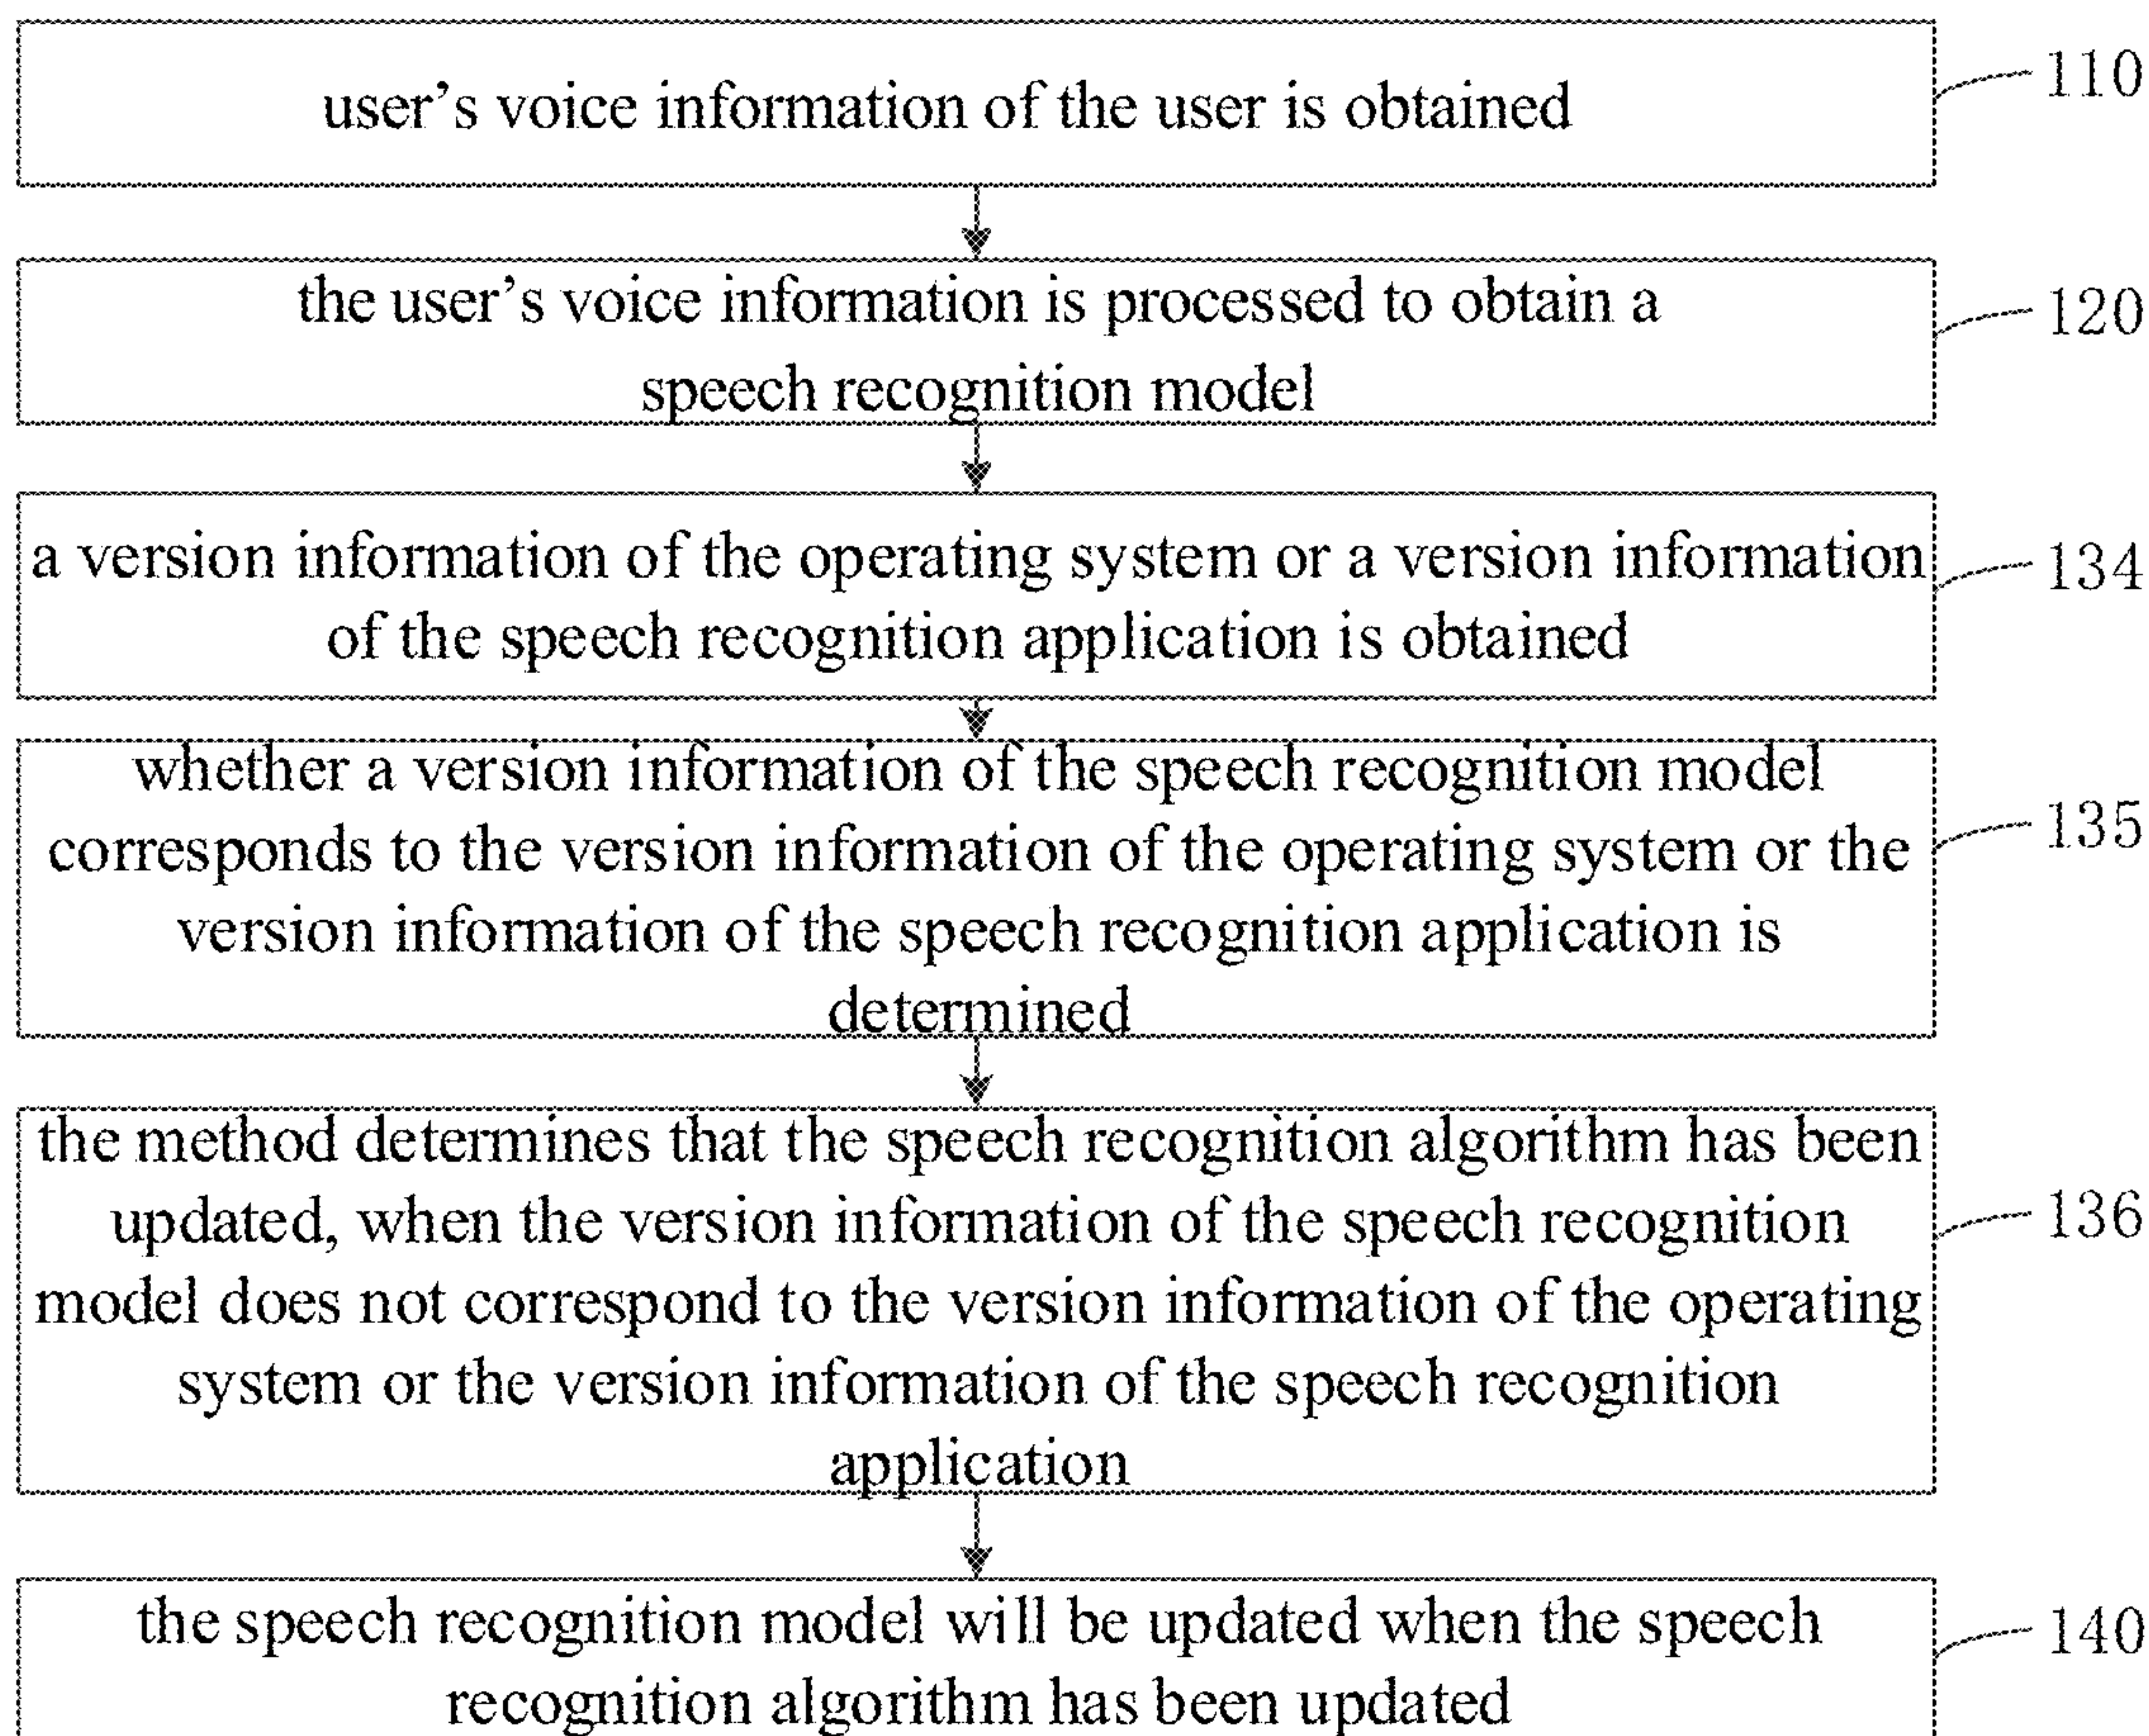 user's voice information of the user is obtained
110
the user's voice information is processed to obtain a
speech recognition model
120
a version information of the operating system or a version information
of the speech recognition application is obtained
134
whether a version information of the speech recognition model
corresponds to the version information of the operating system or the
version information of the speech recognition application is
determined
135
the method determines that the speech recognition algorithm has been
updated, when the version information of the speech recognition
model does not correspond to the version information of the operating
system or the version information of the speech recognition
application
136
the speech recognition model will be updated when the speech
recognition algorithm has been updated
140